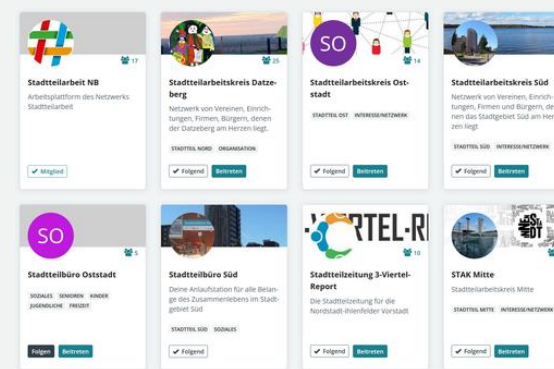 17
Stadtteilarbeit NB
Arbeitsplattform des Netzwerks
Stadtteilarbeit
Mitglied
25
Stadtteilarbeitskreis Datze-
berg
Netzwerk von Vereinen, Einrich-
tungen, Firmen, Bürgern, denen
der Datzeberg am Herzen liegt.
STADTTEIL NORD ORGANISATION
Folgend Beitreten
SO
14
Stadtteilarbeitskreis Ost-
stadt
STADTTEIL OST INTERESSE/NETZWERK
Folgend Beitreten
Stadtteilarbeitskreis Süd
Netzwerk von Vereinen, Einrich-
tungen, Firmen und Bürgern, de
nen das Stadtgebiet Süd am Her
zen liegt
STADTTEIL SÜD INTERESSE/NETZWERK
Folgend Beitreten
SO
5
Stadtteilbüro Oststadt
SOZIALES SENIOREN KINDER
JUGENDLICHE FREIZEIT
Folgen Beitreten
Stadtteilbüro Süd
Deine Anlaufstation für alle Belan-
ge des Zusammenlebens im Stadt-
gebiet Süd
STADTTEIL SÜD SOZIALES
Folgend
RTEL-R
10
Stadtteilzeitung 3-Viertel-
Report
Die Stadtteilzeitung für die
Nordstadt-Ihlenfelder Vorstadt
Folgend Beitreten
STAK Mitte
Stadtteilarbeitskreis Mitte
STADTTEIL MITTE INTERESSE/NETZWERK
Folgend Beitreten